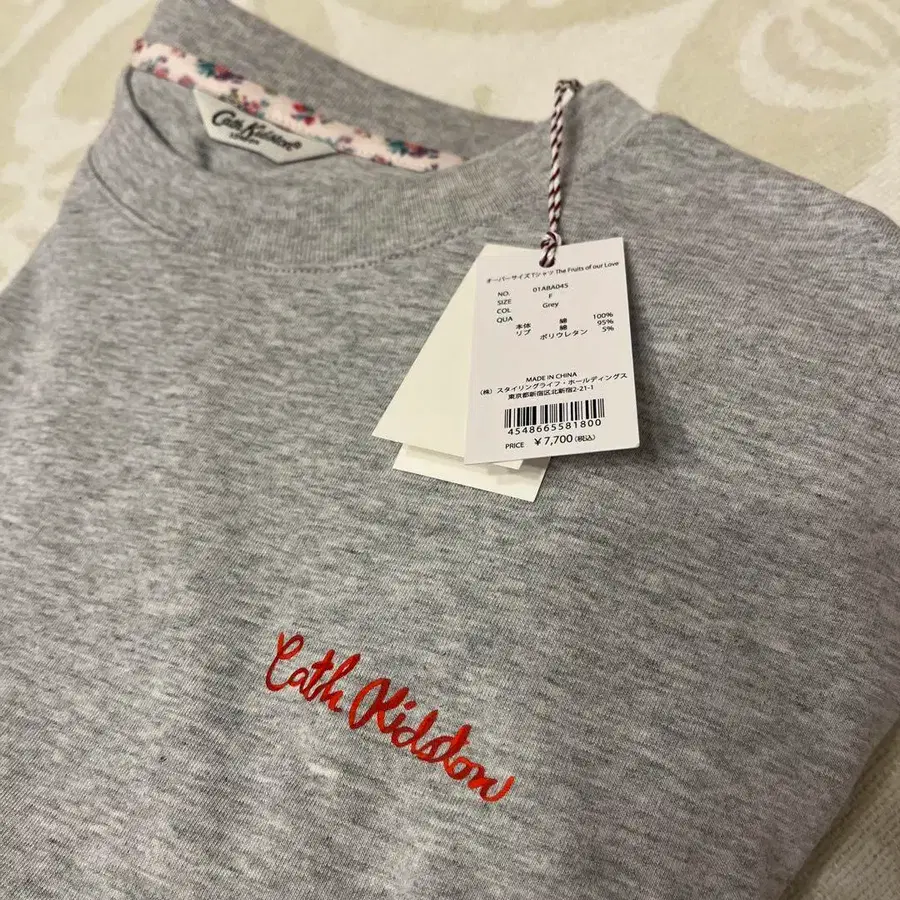 Cath Kidston®
LONDON
オーバーサイズTシャツ The Fruits of our Love
NO. 01ABA045
SIZE F
COL Grey
QUA 本体 綿 100%
リブ 綿 95%
ポリウレタン 5%
MADE IN CHINA
(株) スタイリングライフ・ホールディングス
東京都新宿区北新宿2-21-1
4548665581800
PRICE ¥7,700(税込)
Cath Kidston